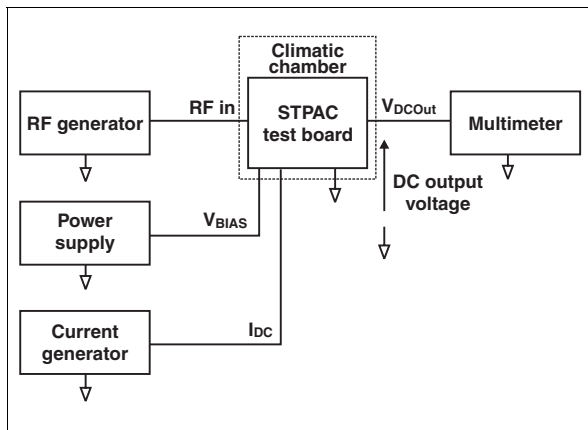 Climatic
chamber
RF generator
RF in
STPAC
test board
VDCOut
Multimeter
DC output
voltage
Power
supply
VBIAS
Current
generator
IDC